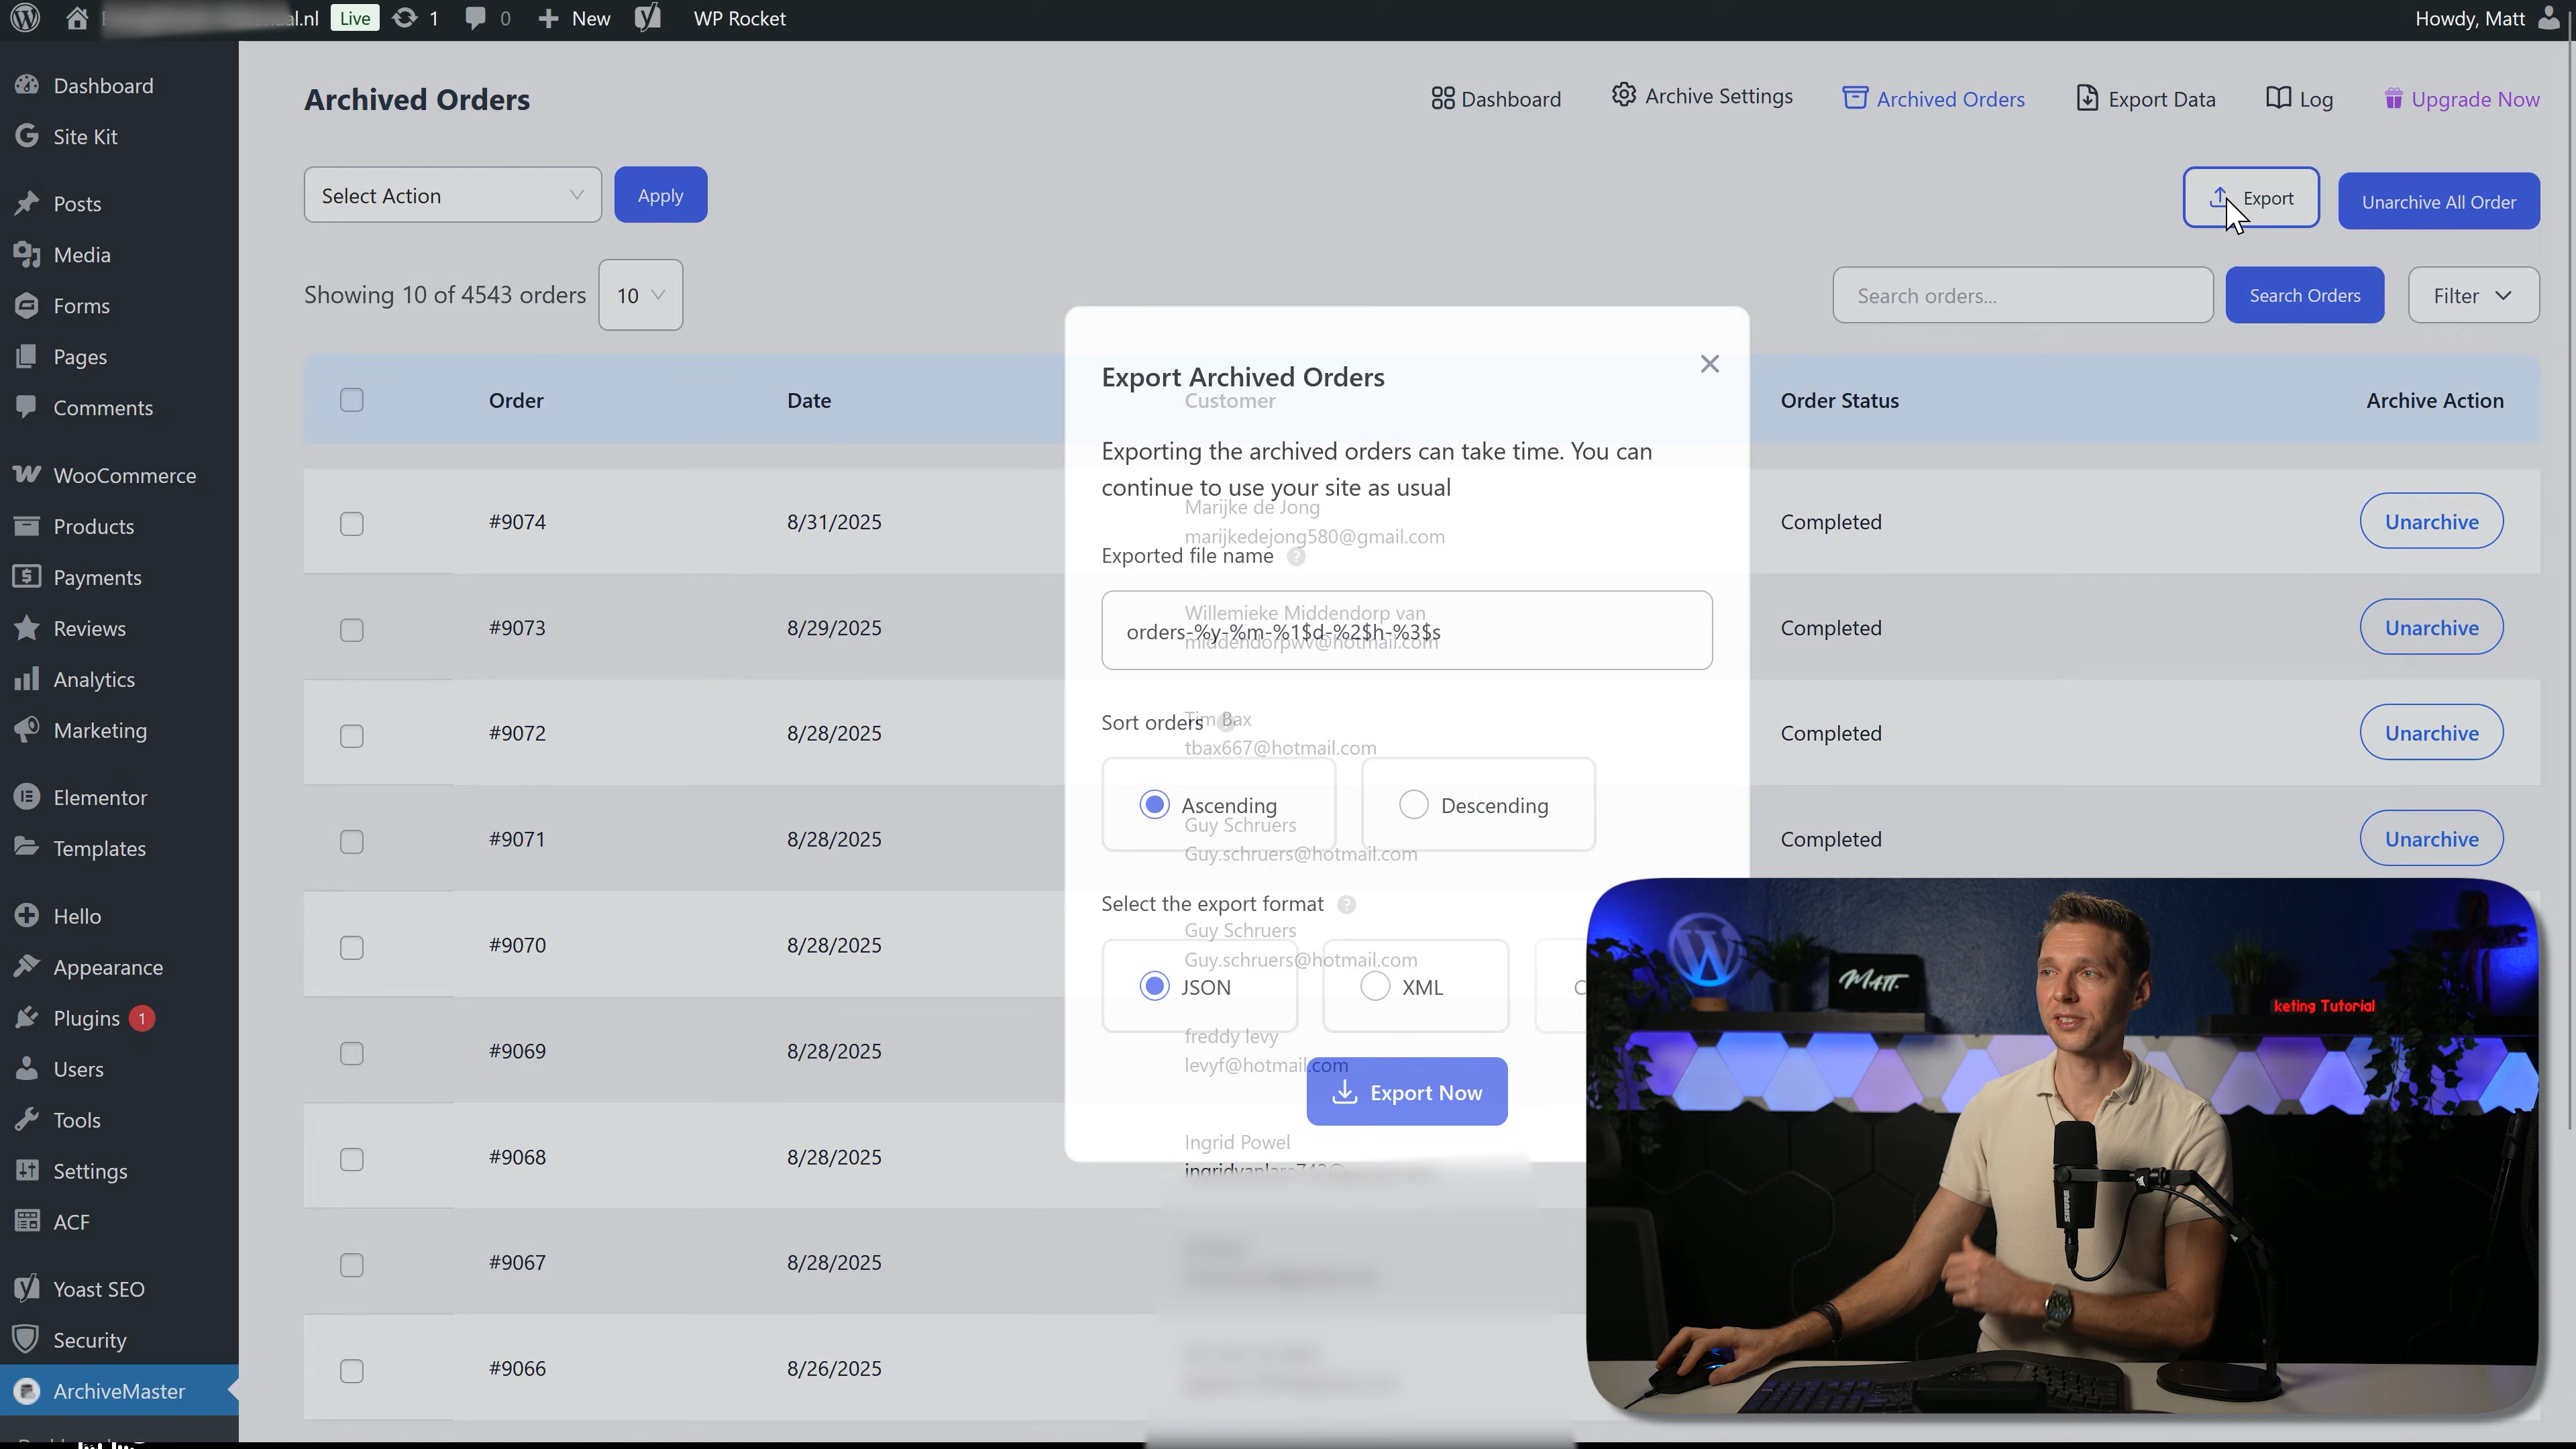 al.nl
Live
1
0
New
WP Rocket
Howdy, Matt
Dashboard
Site Kit
Posts
Media
Forms
Pages
Comments
WooCommerce
Products
Payments
Reviews
Analytics
Marketing
Elementor
Templates
Hello
Appearance
Plugins 1
Users
Tools
Settings
ACF
Yoast SEO
Security
ArchiveMaster
Archived Orders
Dashboard
Archive Settings
Archived Orders
Export Data
Log
Upgrade Now
Select Action
Apply
Export
Unarchive All Order
Showing 10 of 4543 orders
10
Search orders...
Search Orders
Filter
Order
Date
Customer
Order Status
Archive Action
#9074
8/31/2025
Marijke de Jong
marijkedejong580@gmail.com
Completed
Unarchive
#9073
8/29/2025
Willemieke Middendorp van
middendorpwv@hotmail.com
Completed
Unarchive
#9072
8/28/2025
Tim Bax
tbax667@hotmail.com
Completed
Unarchive
#9071
8/28/2025
Guy Schruers
Guy.schruers@hotmail.com
Completed
Unarchive
#9070
8/28/2025
Guy Schruers
Guy.schruers@hotmail.com
#9069
8/28/2025
freddy levy
levyf@hotmail.com
#9068
8/28/2025
Ingrid Powel
#9067
8/28/2025
#9066
8/26/2025
Export Archived Orders
Exporting the archived orders can take time. You can
continue to use your site as usual
Exported file name ?
orders-%y-%m-%1$d-%2$h-%3$s
Sort orders
Ascending
Descending
Select the export format ?
JSON
XML
C
Export Now
MATT.
keting Tutorial
SHURE